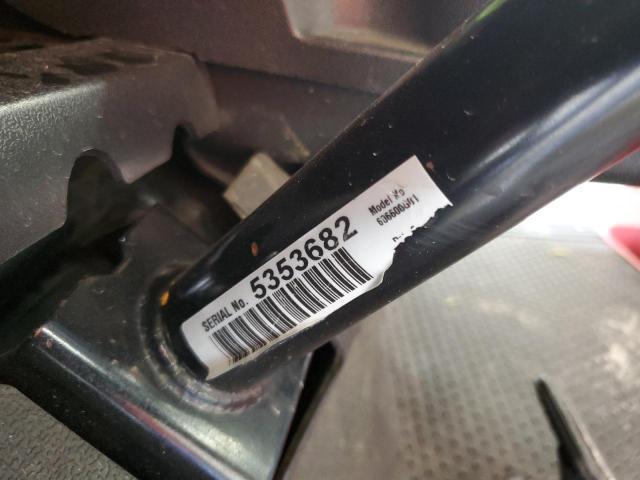 SERIAL No. 5353682
Model No